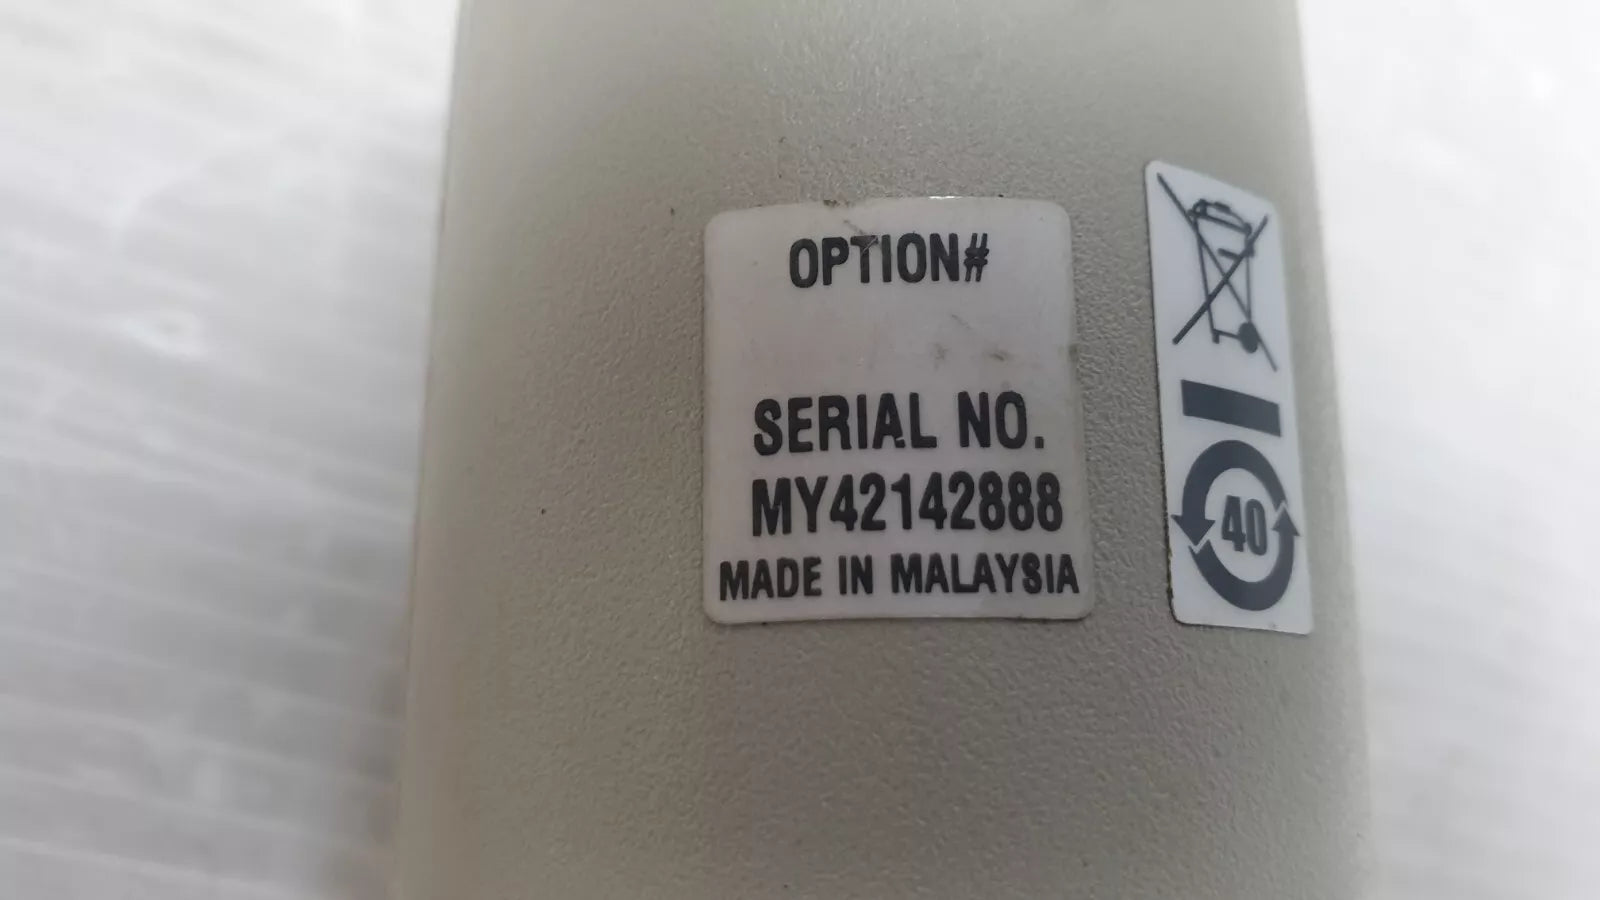 OPTION#
SERIAL NO.
MY42142888
MADE IN MALAYSIA
40